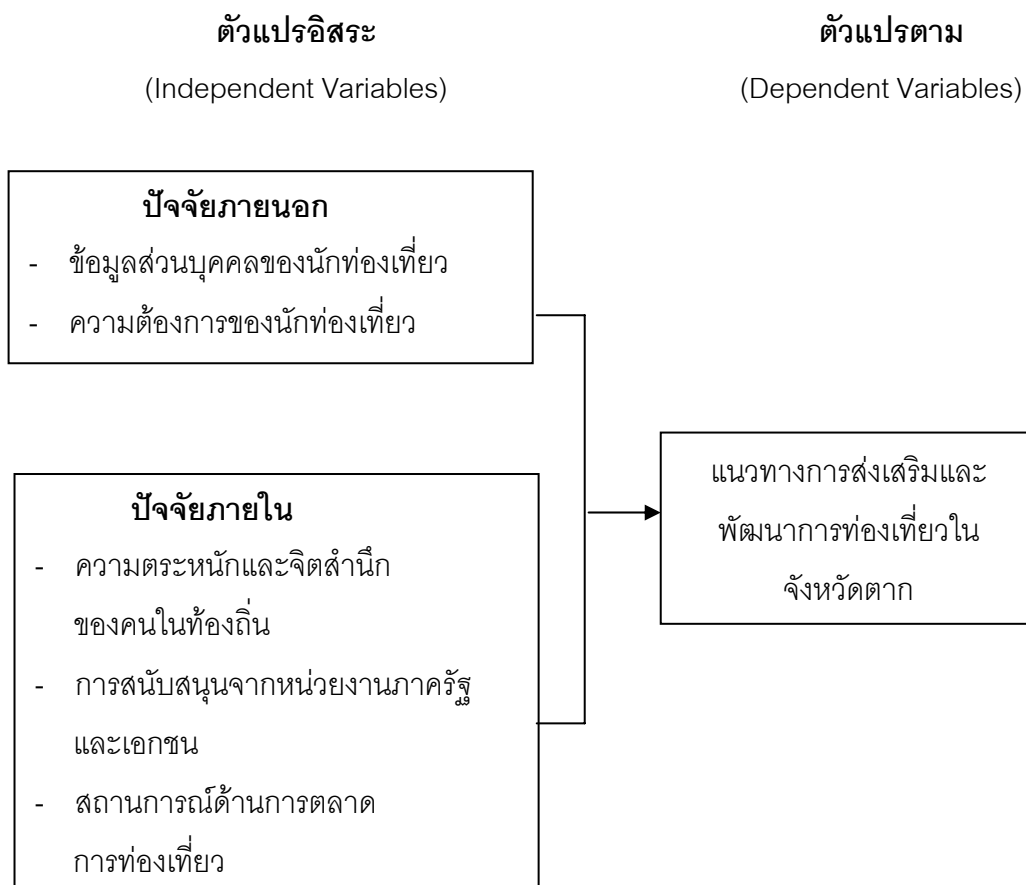 ตัวแปรอิสระ
(Independent Variables)
ตัวแปรตาม
(Dependent Variables)
ปัจจัยภายนอก
- ข้อมูลส่วนบุคคลของนักท่องเที่ยว
- ความต้องการของนักท่องเที่ยว
ปัจจัยภายใน
- ความตระหนักและจิตสำนึก
ของคนในท้องถิ่น
- การสนับสนุนจากหน่วยงานภาครัฐ
และเอกชน
- สถานการณ์ด้านการตลาด
การท่องเที่ยว
แนวทางการส่งเสริมและ
พัฒนาการท่องเที่ยวใน
จังหวัดตาก